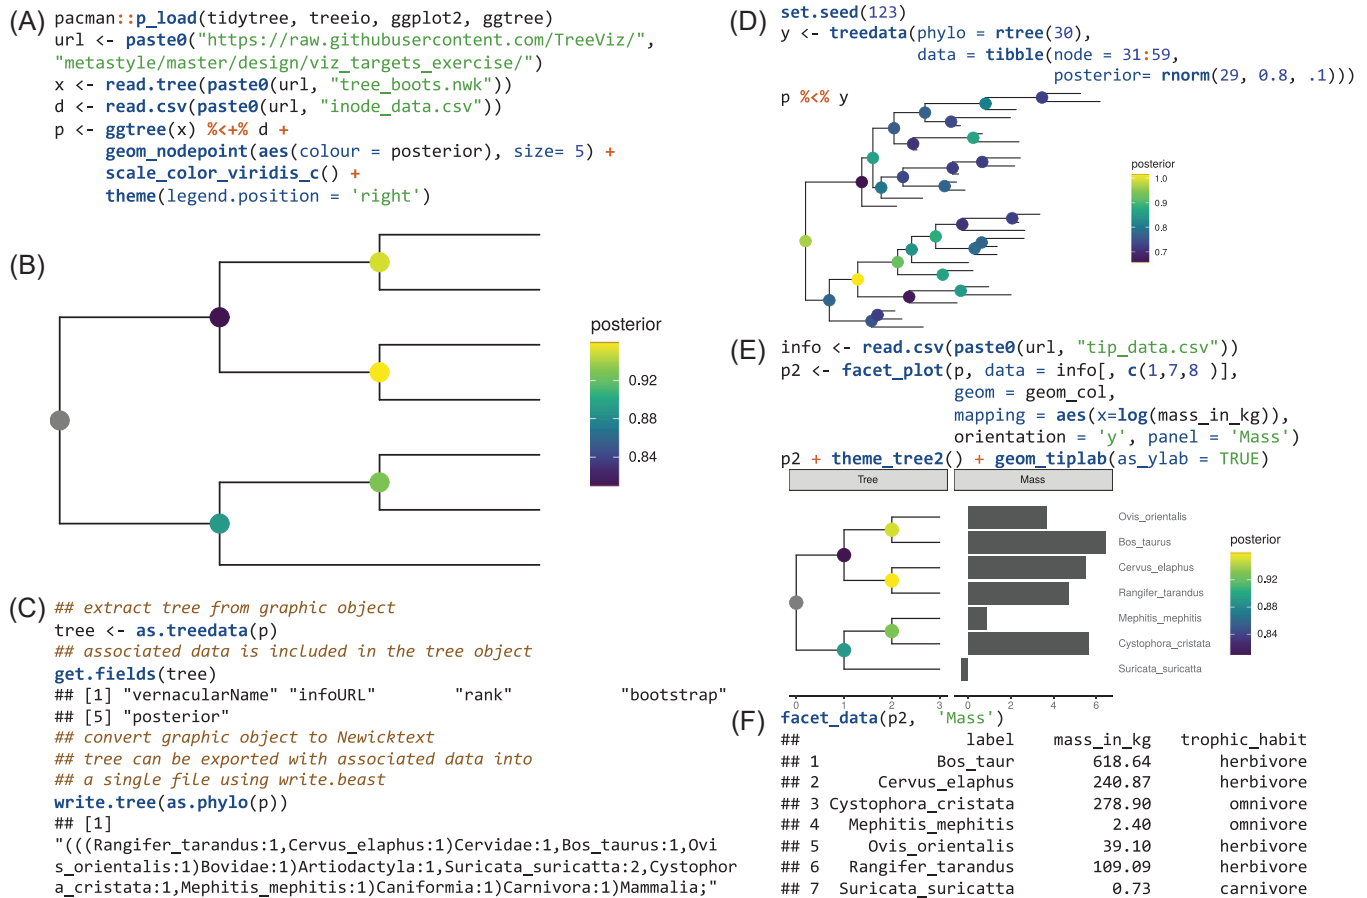 (A)
pacman::p_load(tidytree, treeio, ggplot2, ggtree)
url <- paste0("https://raw.githubusercontent.com/TreeViz/",
"metastyle/master/design/viz_targets_exercise/")
x <- read.tree(paste0(url, "tree_boots.nwk"))
d <- read.csv(paste0(url, "inode_data.csv"))
p <- ggtree(x) %<+% d +
geom_nodepoint(aes(colour = posterior), size= 5) +
scale_color_viridis_c() +
theme(legend.position = 'right')
(B)
posterior
0.92
0.88
0.84
(C)
## extract tree from graphic object
tree <- as.treedata(p)
## associated data is included in the tree object
get.fields(tree)
## [1] "vernacularName" "infoURL" "rank" "bootstrap"
## [5] "posterior"
## convert graphic object to Newicktext
## tree can be exported with associated data into
## a single file using write.beast
write.tree(as.phylo(p))
## [1]
"(((Rangifer_tarandus:1,Cervus_elaphus:1)Cervidae:1,Bos_taurus:1,Ovi
s_orientalis:1)Bovidae:1)Artiodactyla:1,Suricata_suricatta:2,Cystophor
a_cristata:1,Mephitis_mephitis:1)Caniformia:1)Carnivora:1)Mammalia;"
(D)
set.seed(123)
y <- treedata(phylo = rtree(30),
data = tibble(node = 31:59,
posterior= rnorm(29, 0.8, .1)))
p %<% y
posterior
1.0
0.9
0.8
0.7
(E)
info <- read.csv(paste0(url, "tip_data.csv"))
p2 <- facet_plot(p, data = info[, c(1,7,8 )],
geom = geom_col,
mapping = aes(x=log(mass_in_kg)),
orientation = 'y', panel = 'Mass')
p2 + theme_tree2() + geom_tiplab(as_ylab = TRUE)
Tree Mass
Ovis_orientalis
Bos_taurus
Cervus_elaphus
Rangifer_tarandus
Mephitis_mephitis
Cystophora_cristata
Suricata_suricatta
posterior
0.92
0.88
0.84
0 1 2 3 0 2 4 6
(F)
facet_data(p2, 'Mass')
## label mass_in_kg trophic_habit
## 1 Bos_taur 618.64 herbivore
## 2 Cervus_elaphus 240.87 herbivore
## 3 Cystophora_cristata 278.90 omnivore
## 4 Mephitis_mephitis 2.40 omnivore
## 5 Ovis_orientalis 39.10 herbivore
## 6 Rangifer_tarandus 109.09 herbivore
## 7 Suricata_suricatta 0.73 carnivore